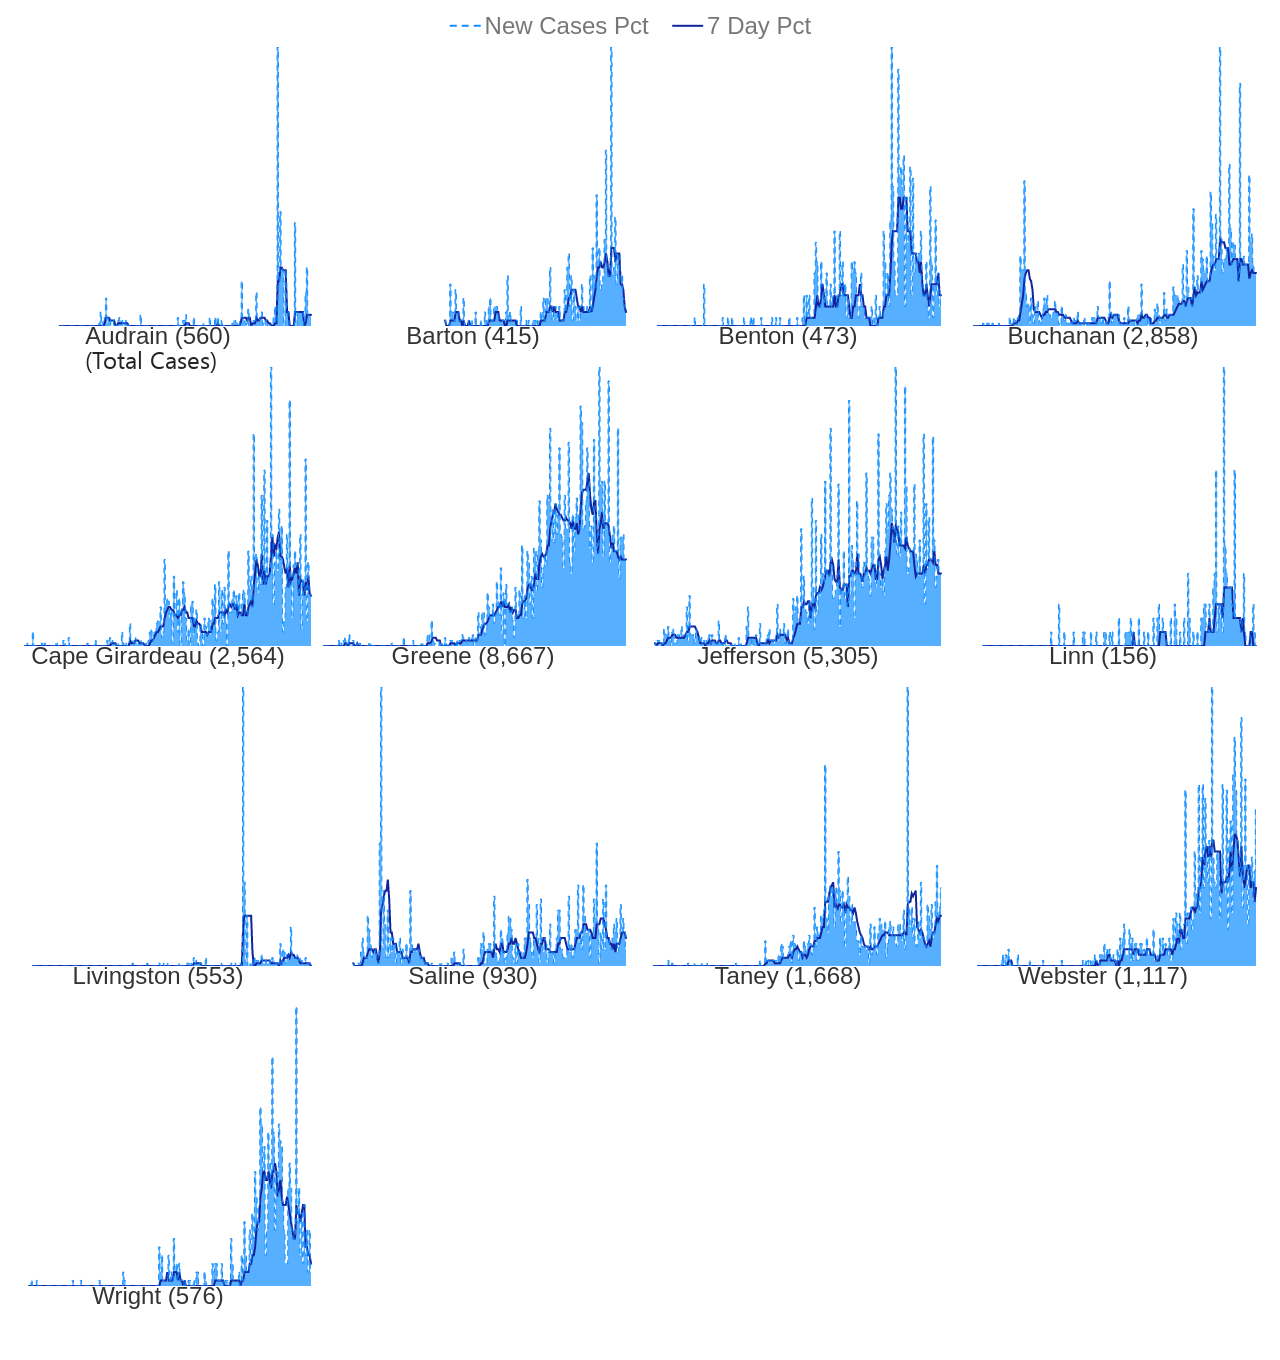 New Cases Pct 7 Day Pct
Audrain (560) Barton (415) Benton (473) Buchanan (2,858)
(Total Cases)
Cape Girardeau (2,564) Greene (8,667) Jefferson (5,305) Linn (156)
Livingston (553) Saline (930) Taney (1,668) Webster (1,117)
Wright (576)